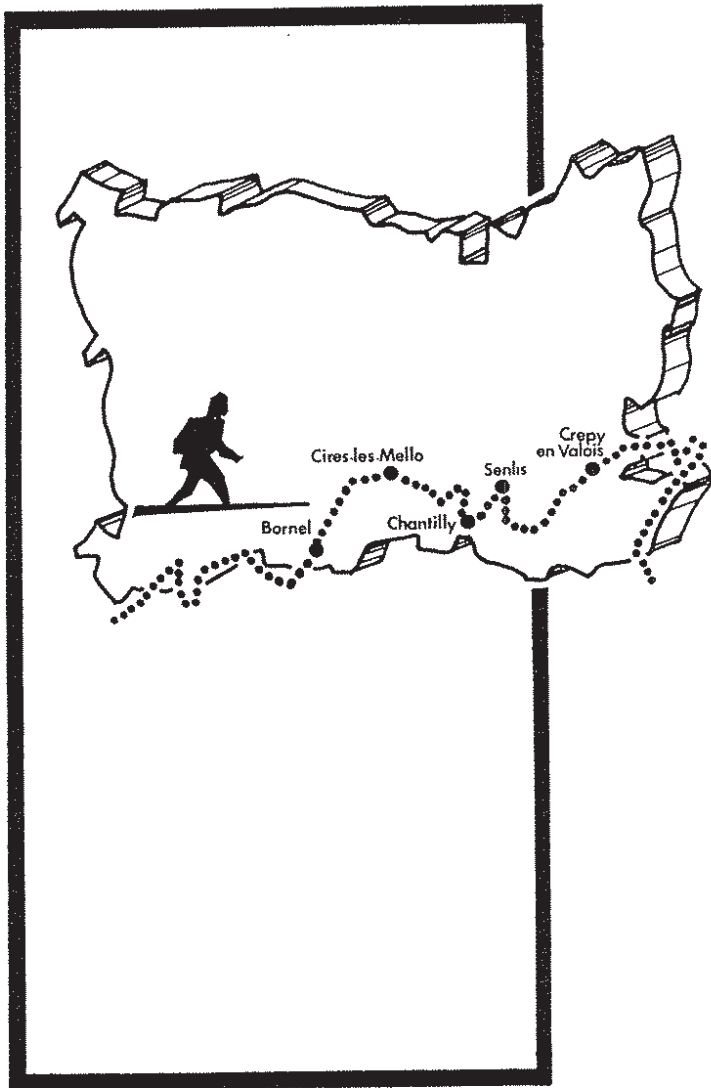 Crepy
en Valois
Cires-les-Mello
Senlis
Chantilly
Bornel